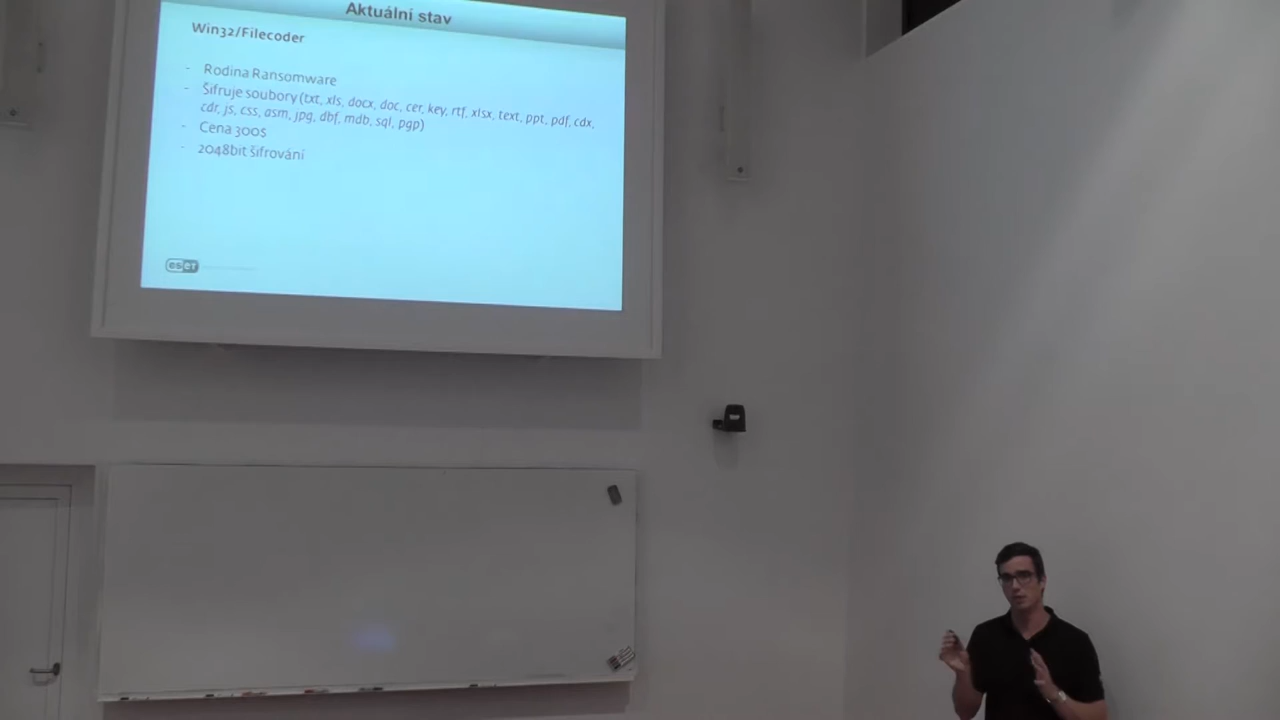 Aktuální stav
Win32/Filecoder
- Rodina Ransomware
- Šifruje soubory (txt, xls, docx, doc, cer, key, rtf, xlsx, text, ppt, pdf, cdx,
cdr, js, css, asm, jpg, dbf, mdb, sql, pgp)
- Cena 300$
- 2048bit šifrování
eset